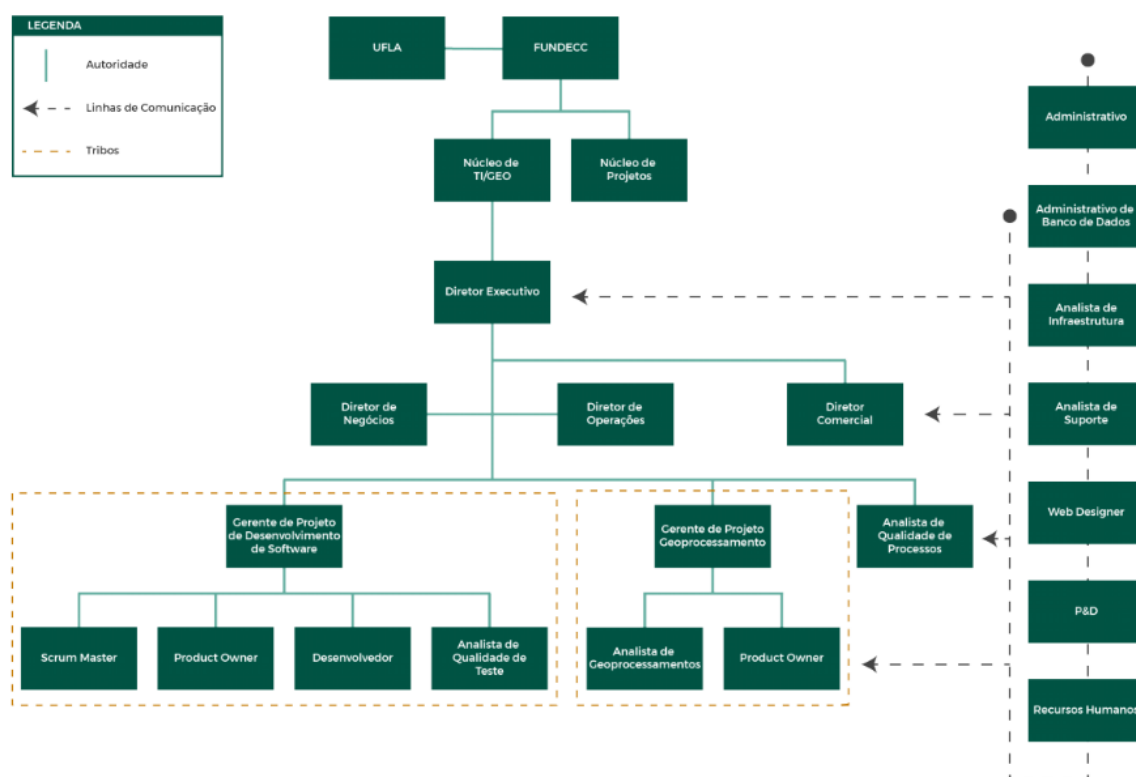 LEGENDA
Autoridade
Linhas de Comunicação
Tribos
UFLA
FUNDECC
Núcleo de
TI/GEO
Núcleo de
Projetos
Diretor Executivo
Diretor de
Negócios
Diretor de
Operações
Diretor
Comercial
Gerente de Projeto
de Desenvolvimento
de Software
Gerente de Projeto
Geoprocessamento
Analista de
Qualidade de
Processos
Scrum Master
Product Owner
Desenvolvedor
Analista de
Qualidade de
Teste
Analista de
Geoprocessamentos
Product Owner
Administrativo
Administrativo de
Banco de Dados
Analista de
Infraestrutura
Analista de
Suporte
Web Designer
P&D
Recursos Humanos